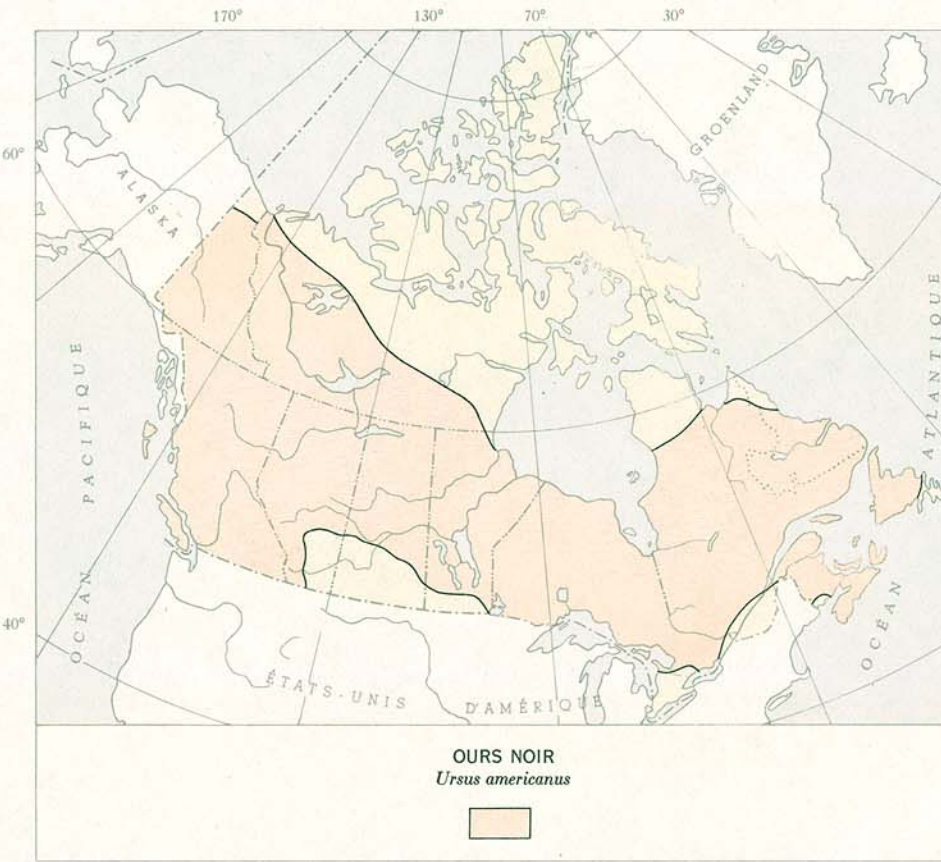 170° 130° 70° 30°
60°
40°
ALASKA
GROENLAND
OCÉAN PACIFIQUE
OCÉAN ATLANTIQUE
ÉTATS-UNIS D'AMÉRIQUE
OURS NOIR
Ursus americanus